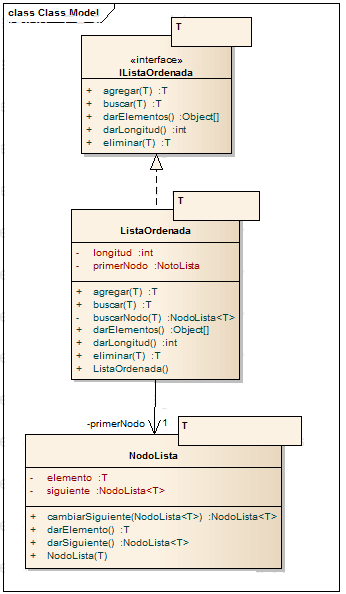 class Class Model
T
«interface»
IListaOrdenada
+ agregar(T) :T
+ buscar(T) :T
+ darElementos() :Object[]
+ darLongitud() :int
+ eliminar(T) :T
T
ListaOrdenada
- longitud :int
- primerNodo :NotoLista
+ agregar(T) :T
+ buscar(T) :T
- buscarNodo(T) :NodoLista<T>
+ darElementos() :Object[]
+ darLongitud() :int
+ eliminar(T) :T
+ ListaOrdenada()
-primerNodo 1
T
NodoLista
- elemento :T
- siguiente :NodoLista<T>
+ cambiarSiguiente(NodoLista<T>) :NodoLista<T>
+ darElemento() :T
+ darSiguiente() :NodoLista<T>
+ NodoLista(T)